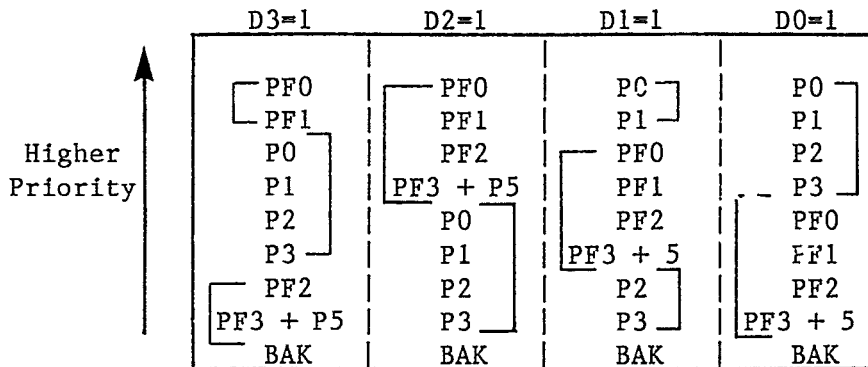 D3=1 D2=1 D1=1 D0=1
PF0 PF0 P0 P0
PF1 PF1 P1 P1
P0 PF2 PF0 P2
P1 PF3 + P5 PF1 P3
P2 P0 PF2 PF0
P3 P1 PF3 + 5 PF1
PF2 P2 P2 PF2
PF3 + P5 P3 P3 PF3 + 5
BAK BAK BAK BAK
Higher
Priority